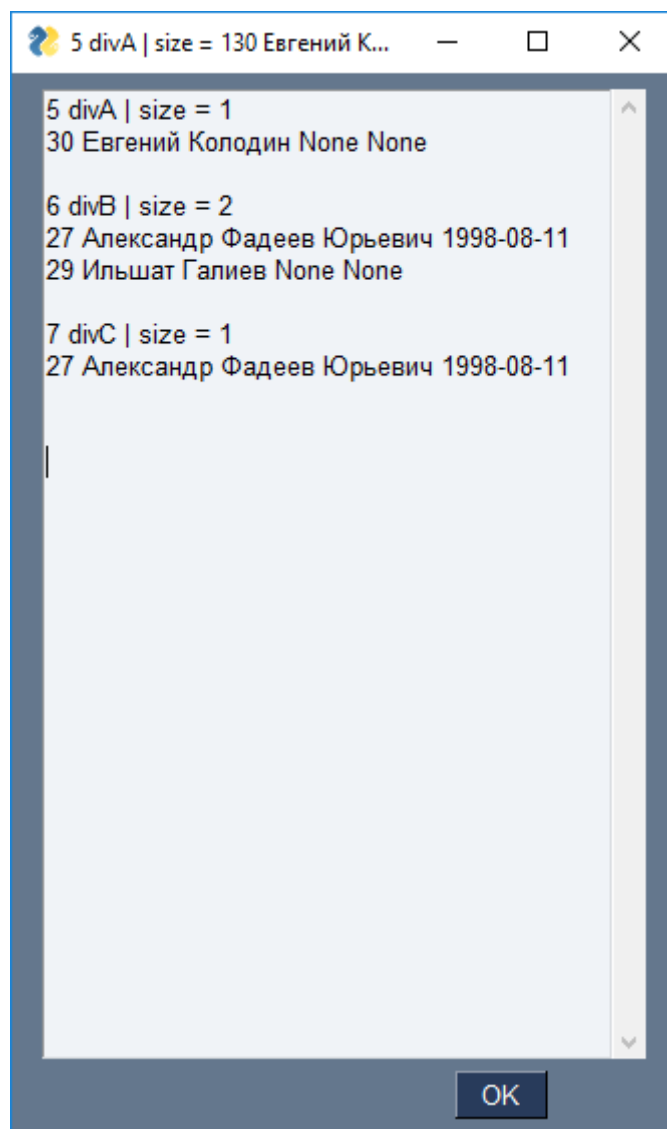 5 divA | size = 130 Евгений К...
5 divA | size = 1
30 Евгений Колодин None None
6 divB | size = 2
27 Александр Фадеев Юрьевич 1998-08-11
29 Ильшат Галиев None None
7 divC | size = 1
27 Александр Фадеев Юрьевич 1998-08-11
OK